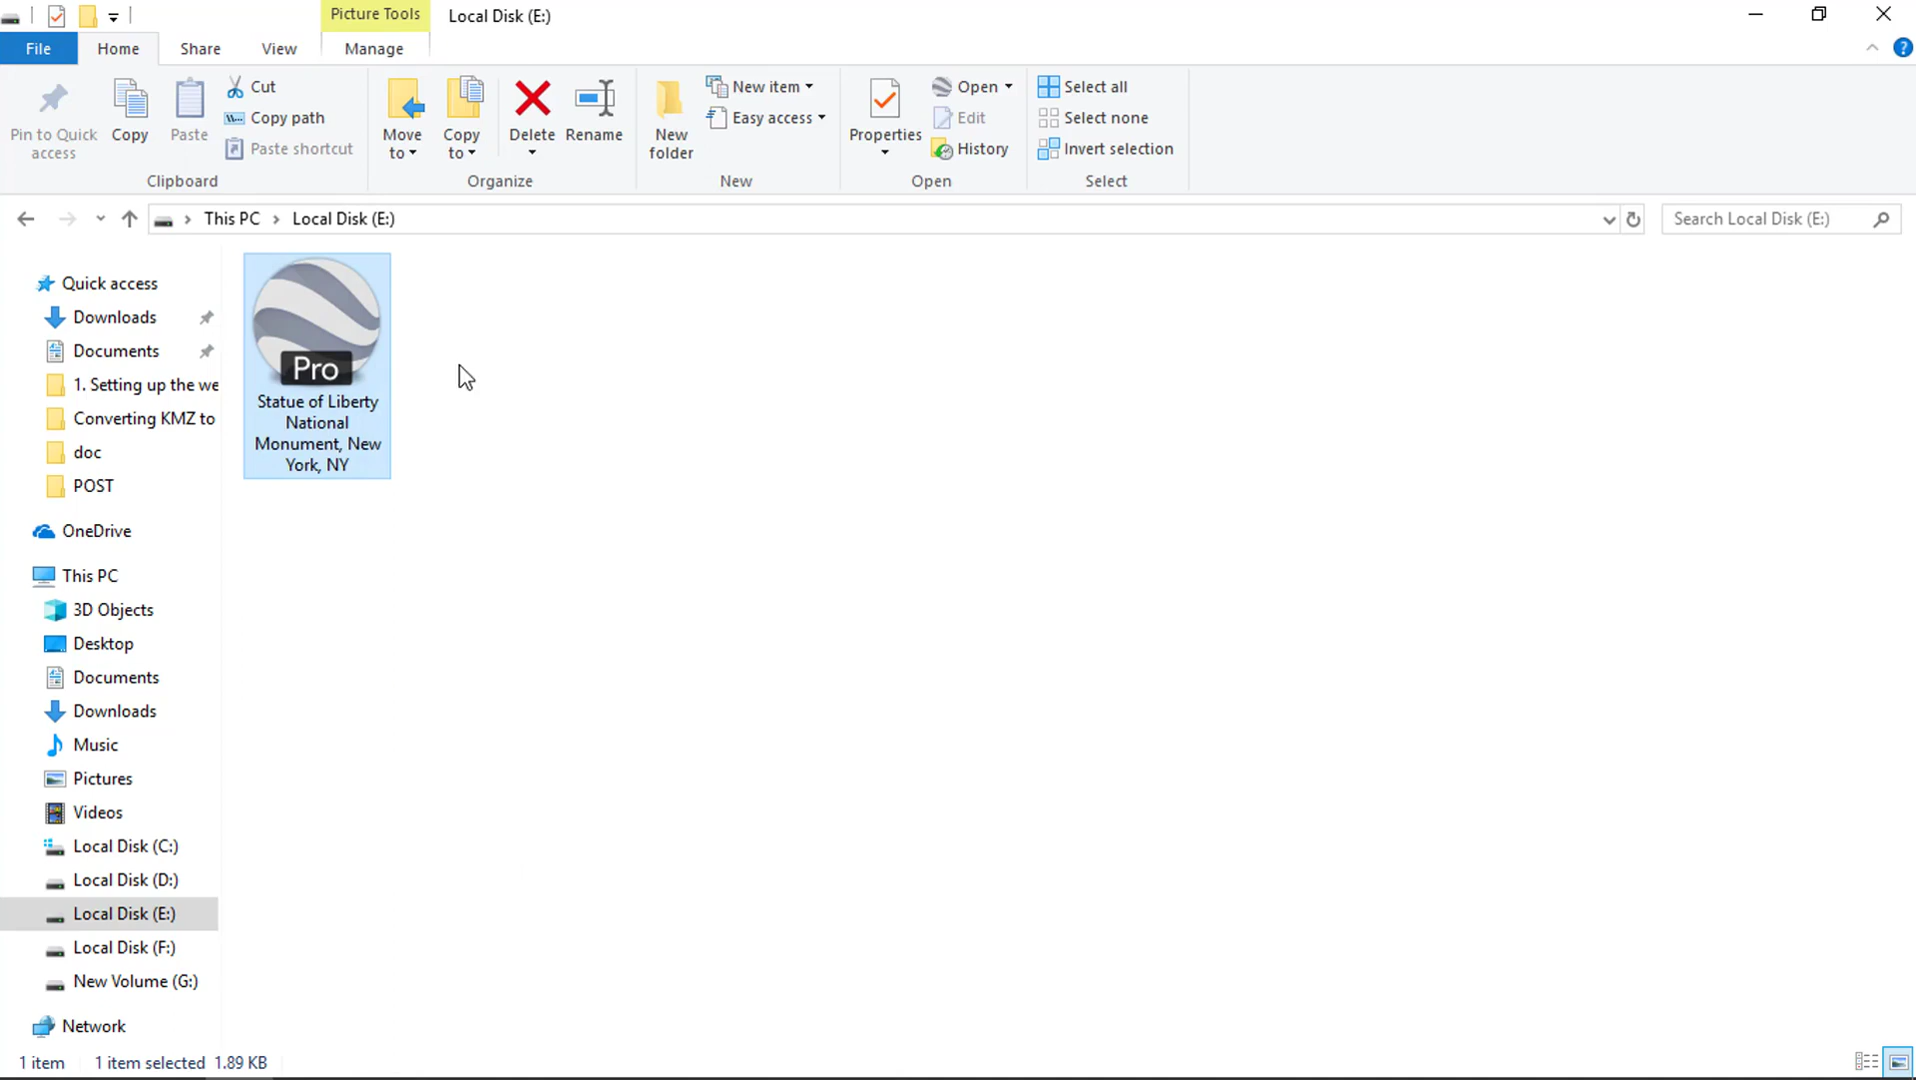 Picture Tools
Local Disk (E:)
File
Home
Share
View
Manage
Pin to Quick
access
Copy
Paste
Cut
Copy path
Paste shortcut
Clipboard
Move
to
Copy
to
Delete
Rename
Organize
New
folder
New item
Easy access
New
Properties
Open
Edit
History
Open
Select all
Select none
Invert selection
Select
This PC
Local Disk (E:)
Search Local Disk (E:)
Quick access
Downloads
Documents
1. Setting up the we
Converting KMZ to
doc
POST
OneDrive
This PC
3D Objects
Desktop
Documents
Downloads
Music
Pictures
Videos
Local Disk (C:)
Local Disk (D:)
Local Disk (E:)
Local Disk (F:)
New Volume (G:)
Network
Pro
Statue of Liberty
National
Monument, New
York, NY
1 item
1 item selected 1.89 KB